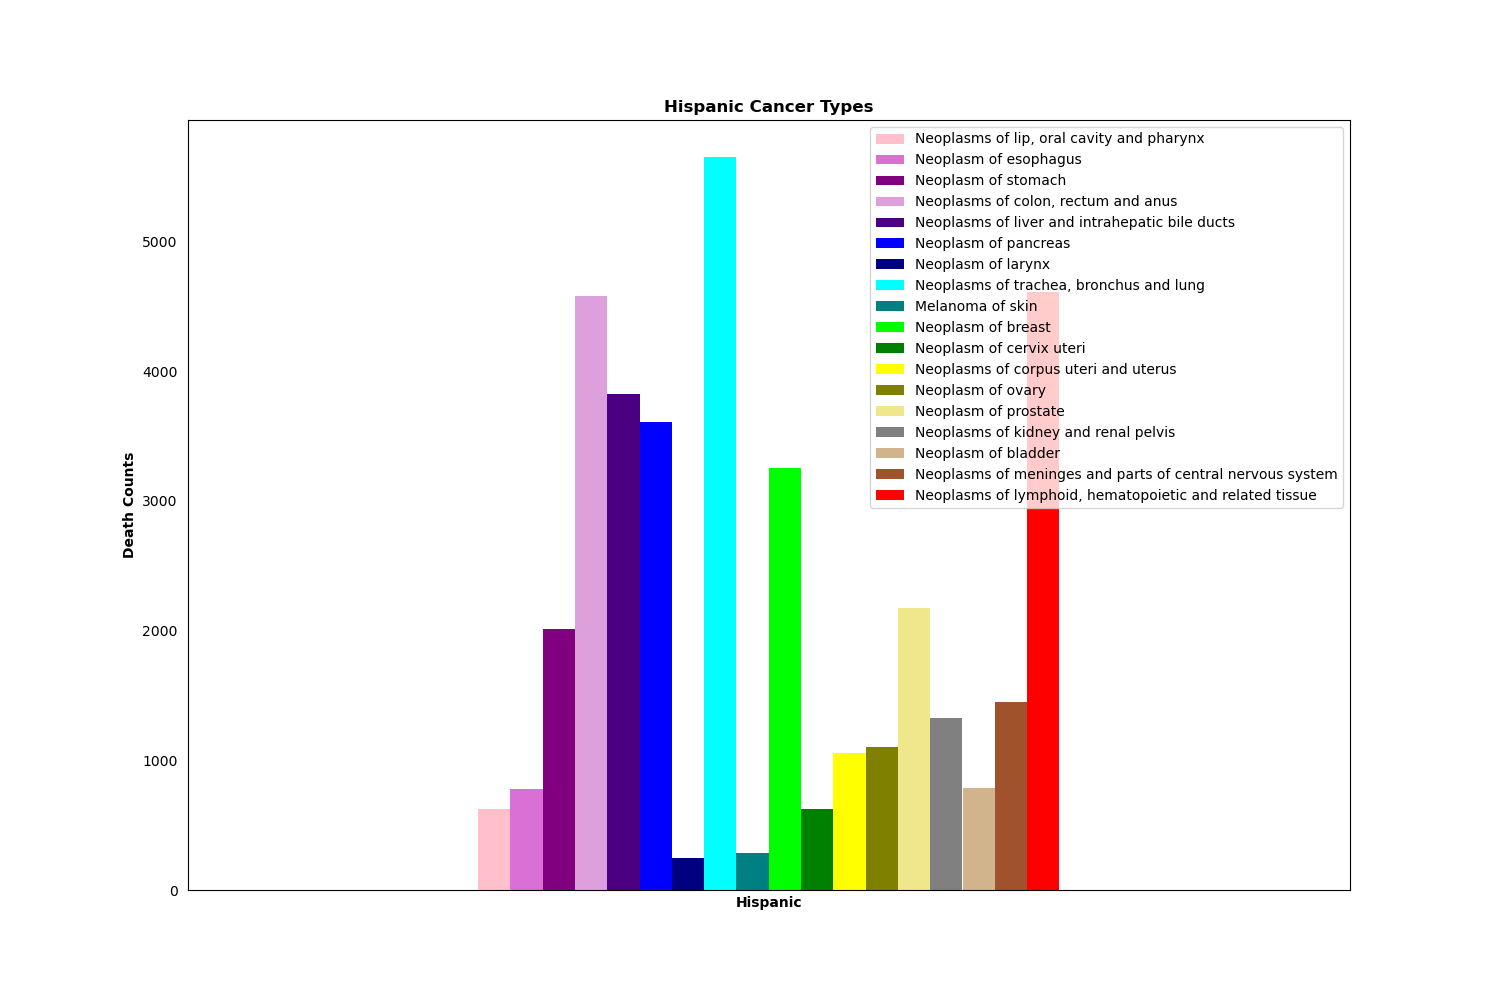 Hispanic Cancer Types
Neoplasms of lip, oral cavity and pharynx
Neoplasm of esophagus
Neoplasm of stomach
Neoplasms of colon, rectum and anus
Neoplasms of liver and intrahepatic bile ducts
Neoplasm of pancreas
Neoplasm of larynx
Neoplasms of trachea, bronchus and lung
Melanoma of skin
Neoplasm of breast
Neoplasm of cervix uteri
Neoplasms of corpus uteri and uterus
Neoplasm of ovary
Neoplasm of prostate
Neoplasms of kidney and renal pelvis
Neoplasm of bladder
Neoplasms of meninges and parts of central nervous system
Neoplasms of lymphoid, hematopoietic and related tissue
5000
4000
3000
2000
1000
0
Death Counts
Hispanic